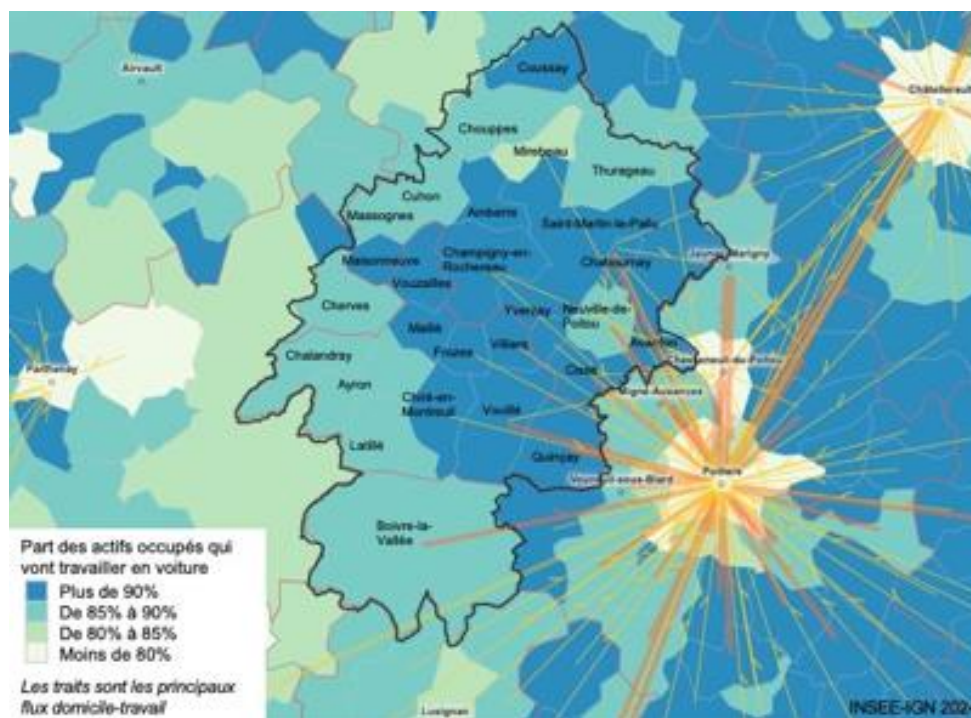 Airvault
Coussay
Châtellerault
Chouppes
Mirebeau
Thurageau
Cuhon
Massognes
Amberre
Saint-Martin-la-Pallu
Maisonneuve
Champigny-en-
Rochereau
Chabournay
Jaunay-Marigny
Vouzailles
Cherves
Yversay
Neuville-de-
Poitou
Maillé
Villiers
Avanton
Frozes
Chalandray
Cissé
Chasseneuil-du-Poitou
Parthenay
Ayron
Migné-Auxances
Chiré-en-
Montreuil
Vouillé
Latillé
Quinçay
Poitiers
Vouneuil-sous-Biard
Boivre-la-
Vallée
Part des actifs occupés qui
vont travailler en voiture
Plus de 90%
De 85% à 90%
De 80% à 85%
Moins de 80%
Les traits sont les principaux
flux domicile-travail
Lusignan
INSEE-IGN 202